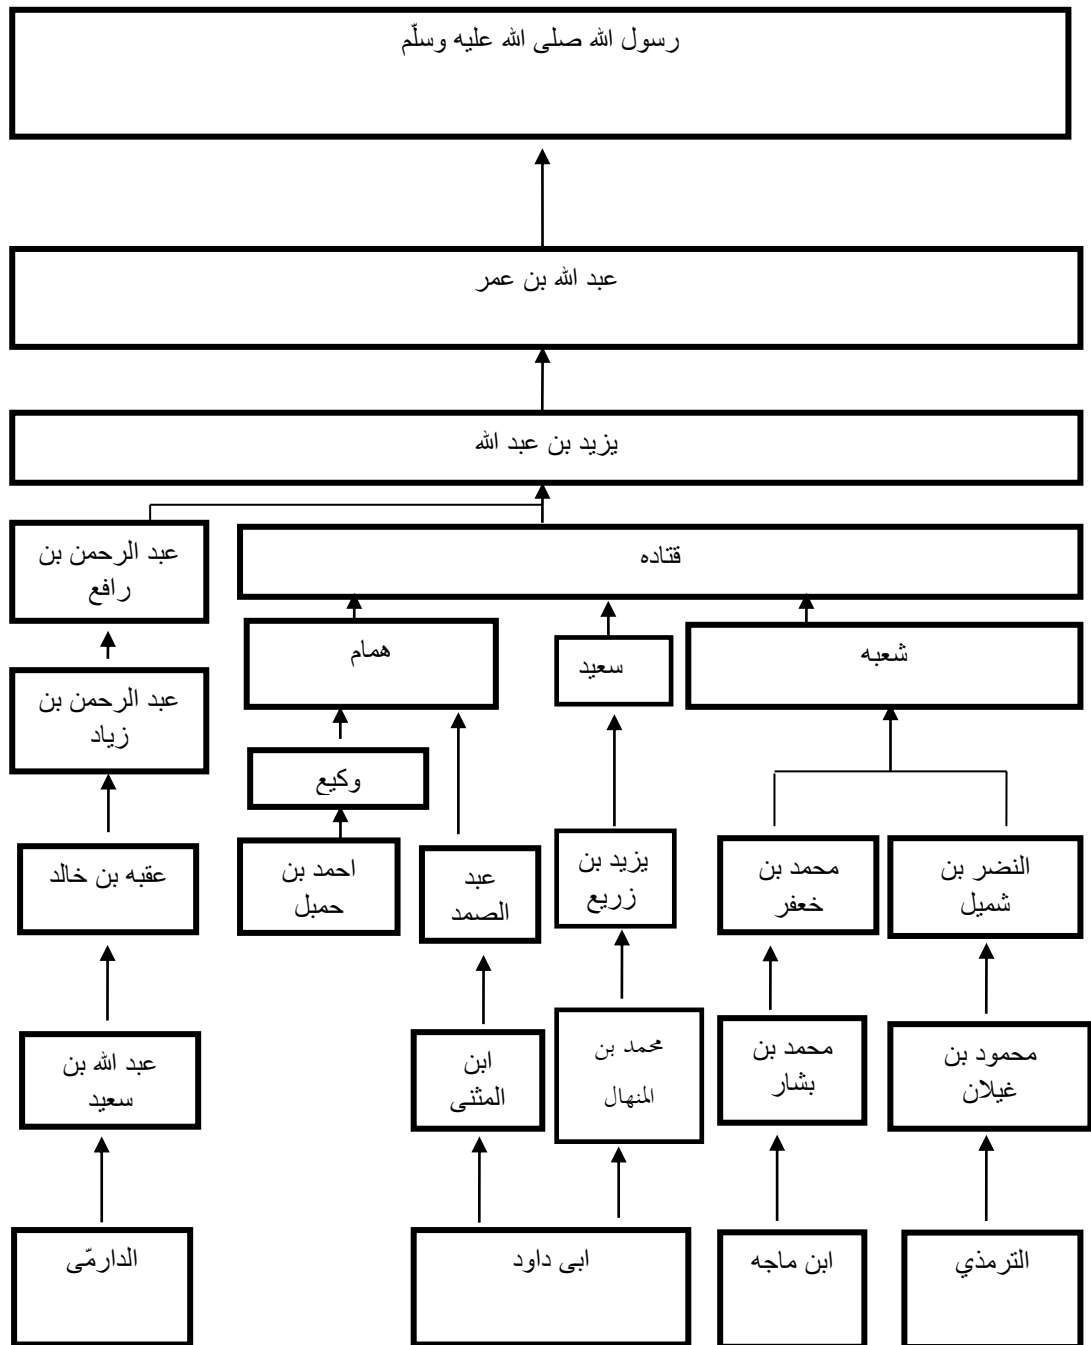 رسول الله صلى الله عليه وسلّم
عبد الله بن عمر
يزيد بن عبد الله
عبد الرحمن بن
رافع
قتاده
همام
سعيد
شعبه
عبد الرحمن بن
زياد
وكيع
احمد بن
حمبل
عبد
الصمد
يزيد بن
زريع
محمد بن
خعفر
النضر بن
شميل
عقبه بن خالد
عبد الله بن
سعيد
ابن
المثنى
محمد بن
المنهال
محمد بن
بشار
محمود بن
غيلان
الدارمّى
ابى داود
ابن ماجه
الترمذي